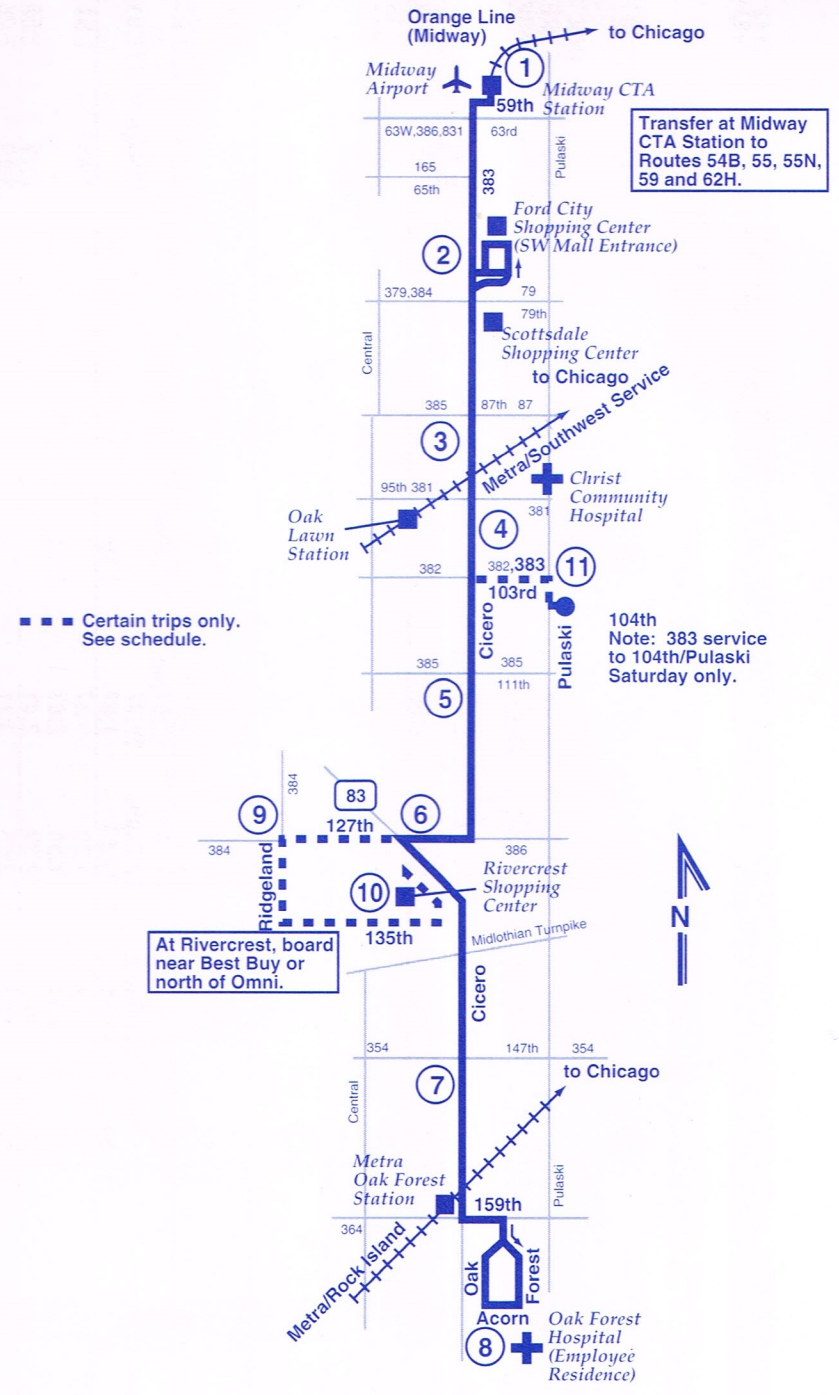 Orange Line
(Midway)
to Chicago
1
Midway
Airport
Midway CTA
Station
59th
63W,386,831
63rd
Pulaski
Transfer at Midway
CTA Station to
Routes 54B, 55, 55N,
59 and 62H.
165
65th
383
Ford City
Shopping Center
(SW Mall Entrance)
2
379,384
79
79th
Scottsdale
Shopping Center
Central
to Chicago
385
87th 87
3
Metra/Southwest Service
95th 381
Christ
Community
Hospital
381
Oak
Lawn
Station
4
382
382,383
11
103rd
Certain trips only.
See schedule.
Cicero
Pulaski
104th
Note: 383 service
to 104th/Pulaski
Saturday only.
385
385
111th
5
384
83
9
6
127th
384
386
Ridgeland
Rivercrest
Shopping
Center
10
135th
Midlothian Turnpike
At Rivercrest, board
near Best Buy or
north of Omni.
N
Cicero
354
147th
354
7
to Chicago
Central
Metra
Oak Forest
Station
Pulaski
159th
364
Metra/Rock Island
Oak
Forest
Acorn
8
Oak Forest
Hospital
(Employee
Residence)